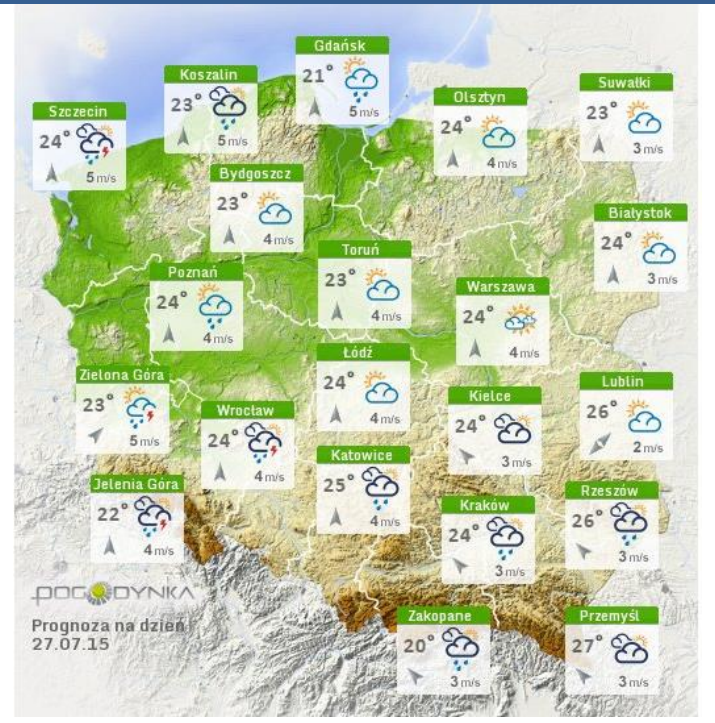 Gdańsk
21°
5 m/s
Koszalin
23°
5 m/s
Suwałki
23°
3 m/s
Olsztyn
24°
4 m/s
Szczecin
24°
5 m/s
Bydgoszcz
23°
4 m/s
Białystok
24°
3 m/s
Toruń
23°
4 m/s
Poznań
24°
4 m/s
Warszawa
24°
4 m/s
Łódź
24°
4 m/s
Zielona Góra
23°
5 m/s
Lublin
26°
2 m/s
Kielce
24°
3 m/s
Wrocław
24°
4 m/s
Katowice
25°
4 m/s
Jelenia Góra
22°
4 m/s
Rzeszów
26°
3 m/s
Kraków
24°
3 m/s
POGODYNKA
Prognoza na dzień
27.07.15
Zakopane
20°
3 m/s
Przemyśl
27°
3 m/s